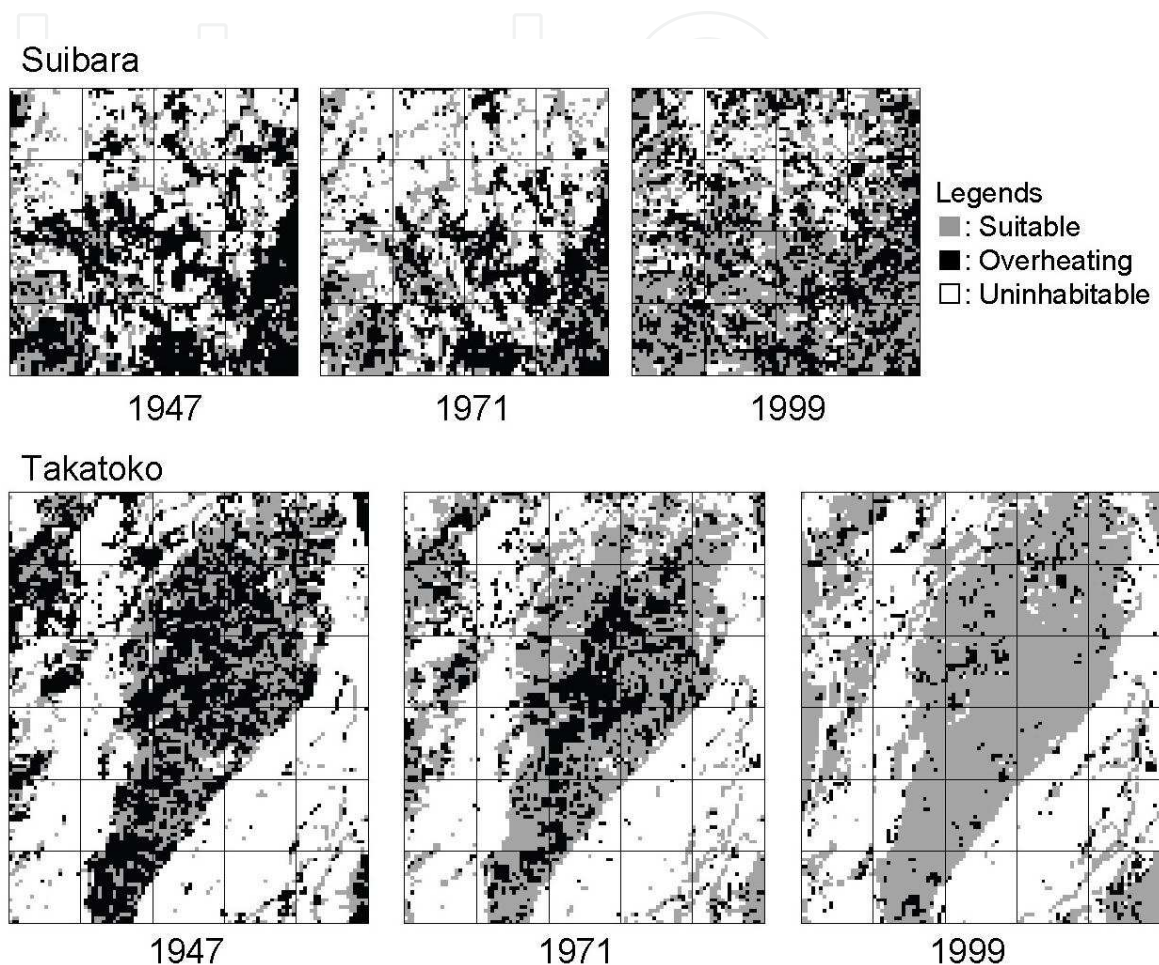 Suibara
1947 1971 1999
Legends
: Suitable
: Overheating
: Uninhabitable
Takatoko
1947 1971 1999